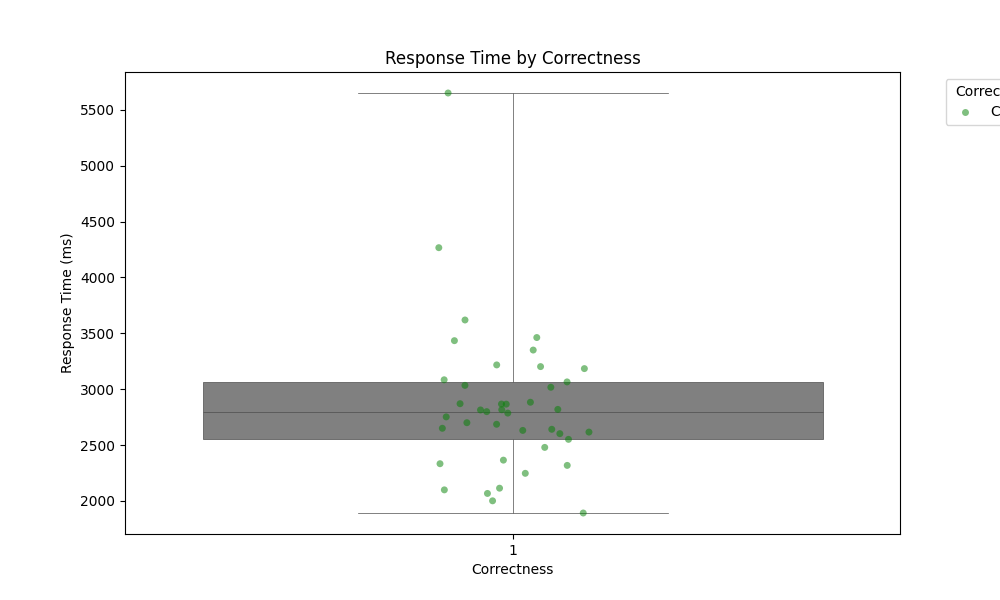 Response Time by Correctness
Response Time (ms)
5500
5000
4500
4000
3500
3000
2500
2000
1
Correctness
Correc
C